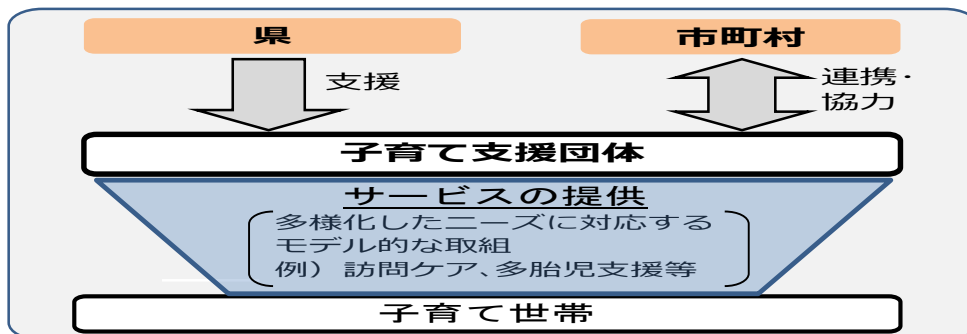 県
市町村
支援
連携・
協力
子育て支援団体
サービスの提供
多様化したニーズに対応する
モデル的な取組
例）訪問ケア、多胎児支援等
子育て世帯